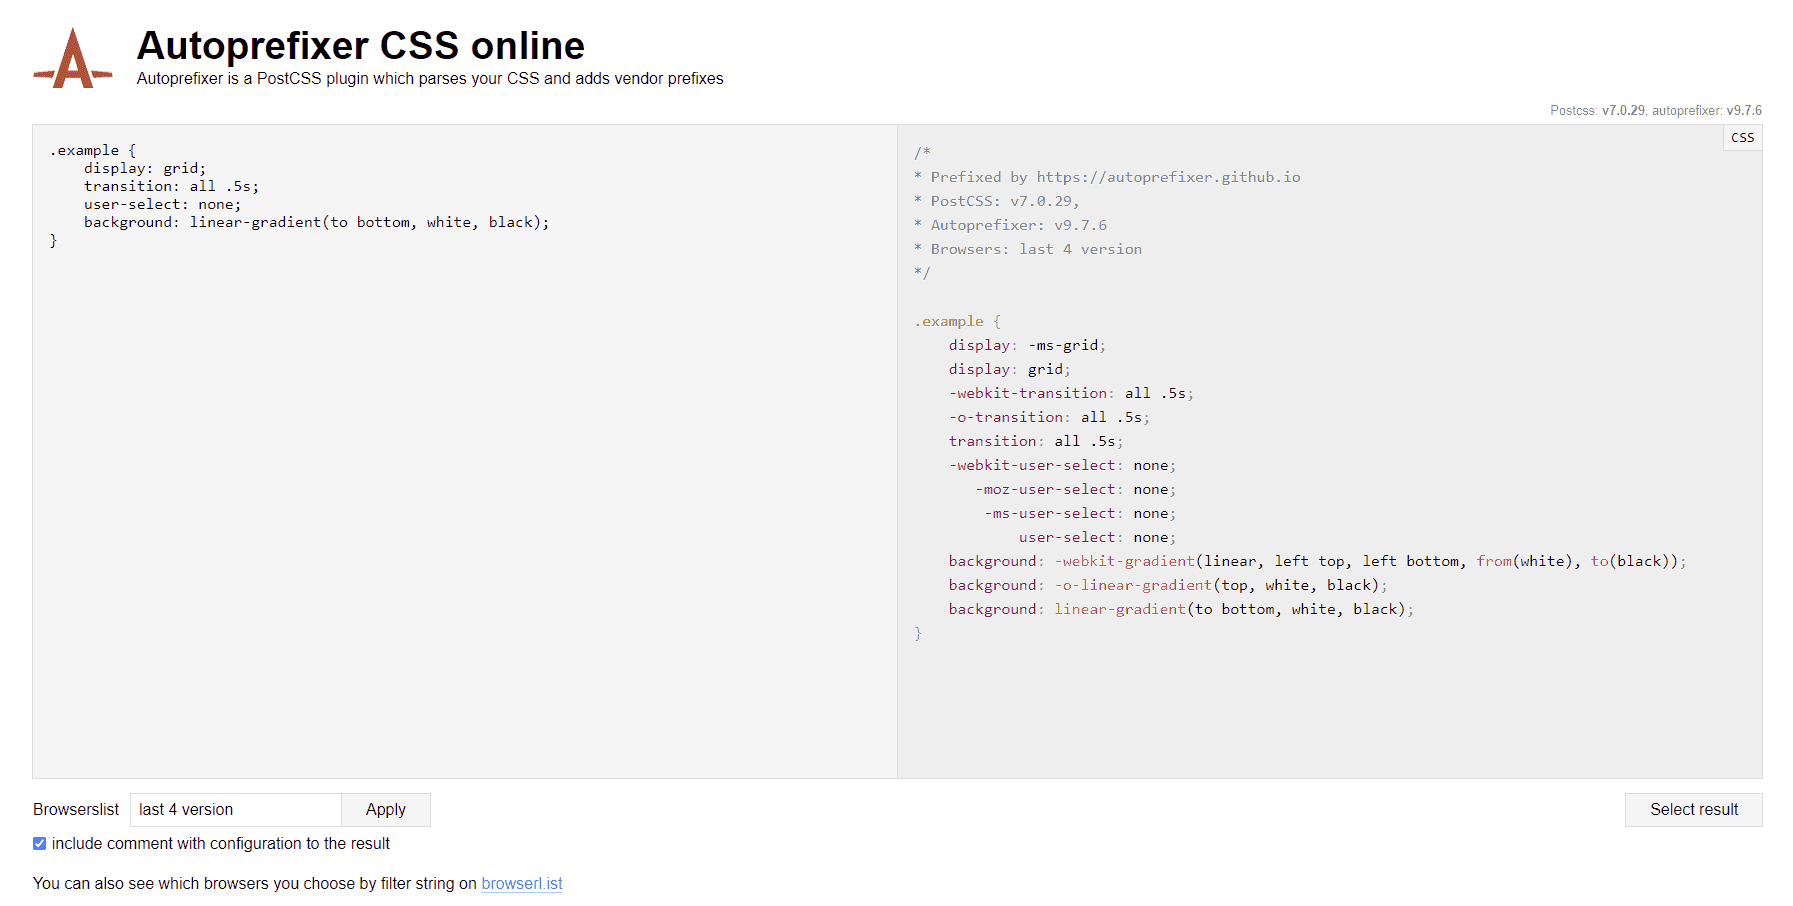 Autoprefixer CSS online
Autoprefixer is a PostCSS plugin which parses your CSS and adds vendor prefixes
Postcss: v7.0.29, autoprefixer: v9.7.6
.example {
    display: grid;
    transition: all .5s;
    user-select: none;
    background: linear-gradient(to bottom, white, black);
}
CSS
/*
* Prefixed by https://autoprefixer.github.io
* PostCSS: v7.0.29,
* Autoprefixer: v9.7.6
* Browsers: last 4 version
*/
.example {
    display: -ms-grid;
    display: grid;
    -webkit-transition: all .5s;
    -o-transition: all .5s;
    transition: all .5s;
    -webkit-user-select: none;
       -moz-user-select: none;
        -ms-user-select: none;
            user-select: none;
    background: -webkit-gradient(linear, left top, left bottom, from(white), to(black));
    background: -o-linear-gradient(top, white, black);
    background: linear-gradient(to bottom, white, black);
}
Browserslist last 4 version Apply
Select result
include comment with configuration to the result
You can also see which browsers you choose by filter string on browserl.ist